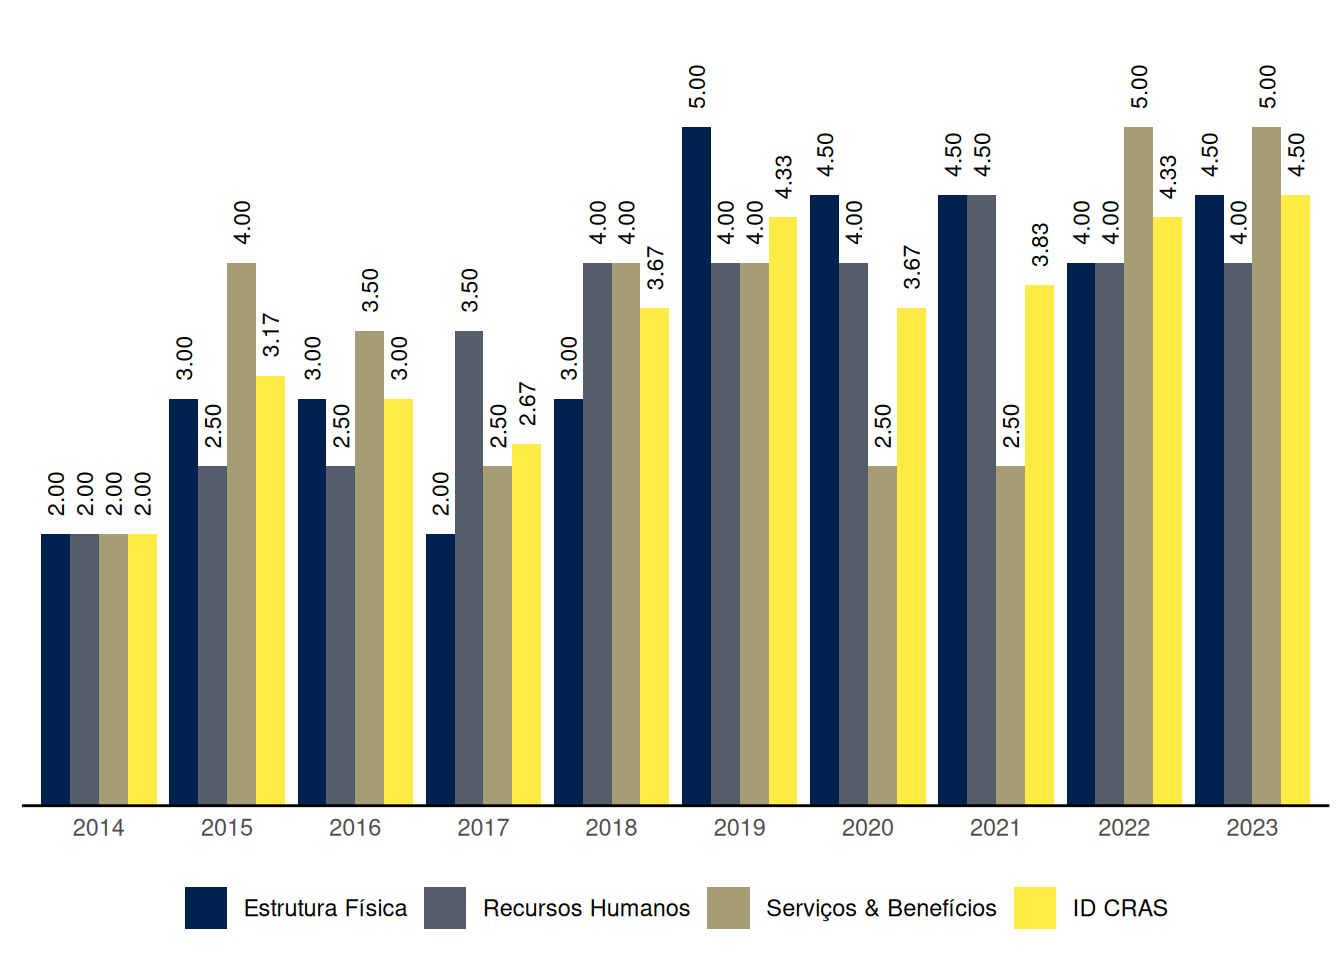 5.00 5.00 5.00
4.50 4.50 4.50 4.50 4.50
4.33 4.33
4.00 4.00 4.00 4.00 4.00 4.00 4.00 4.00 4.00
3.83
3.67 3.67
3.50 3.50
3.17
3.00 3.00 3.00 3.00
2.67
2.50 2.50 2.50 2.50 2.50
2.00 2.00 2.00 2.00 2.00
2014 2015 2016 2017 2018 2019 2020 2021 2022 2023
Estrutura Física Recursos Humanos Serviços & Benefícios ID CRAS